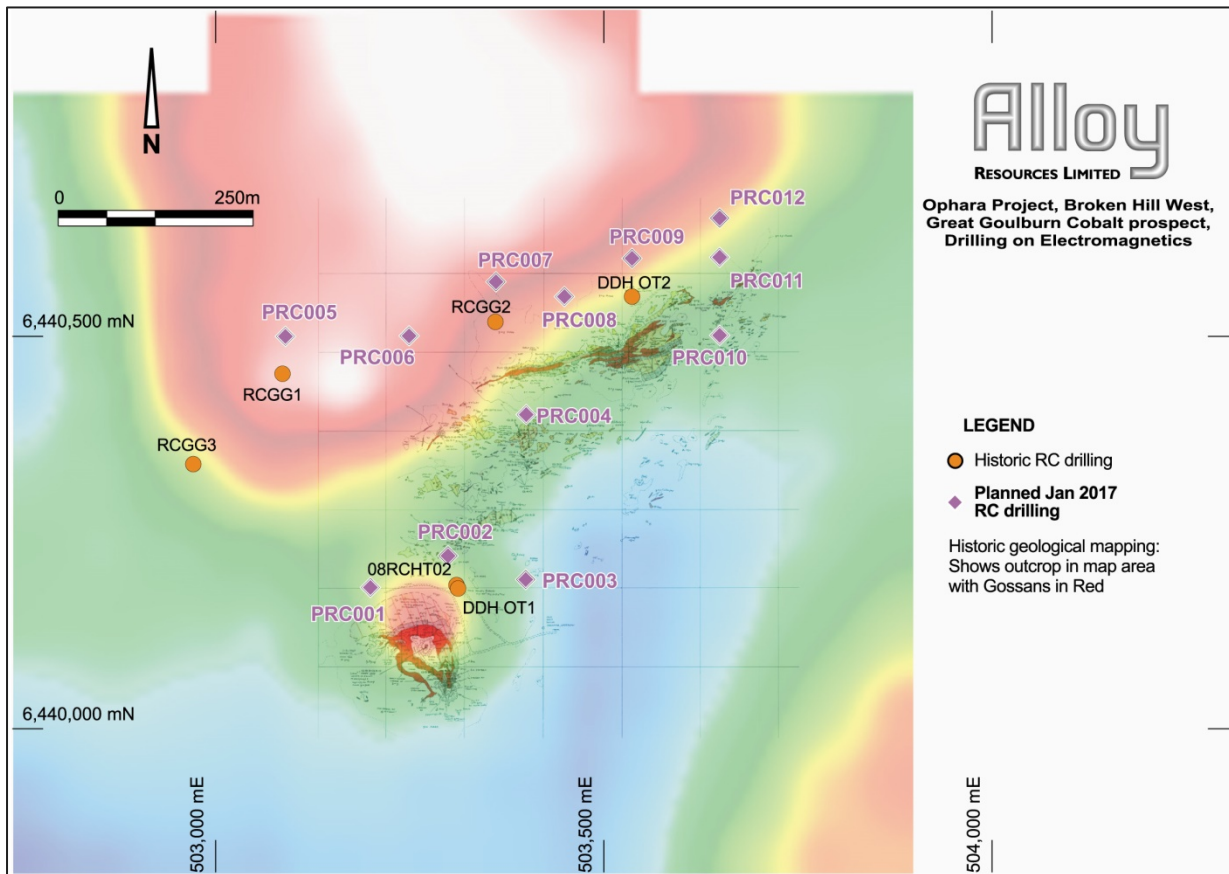 N
0 250m
Alloy
RESOURCES LIMITED
Ophara Project, Broken Hill West,
Great Goulburn Cobalt prospect,
Drilling on Electromagnetics
PRC012
PRC009
PRC007
PRC011
DDH OT2
RCGG2
PRC008
PRC005
6,440,500 mN
PRC006
PRC010
RCGG1
PRC004
RCGG3
LEGEND
Historic RC drilling
Planned Jan 2017
RC drilling
Historic geological mapping:
Shows outcrop in map area
with Gossans in Red
PRC002
08RCHT02
PRC003
PRC001
DDH OT1
6,440,000 mN
503,000 mE
503,500 mE
504,000 mE